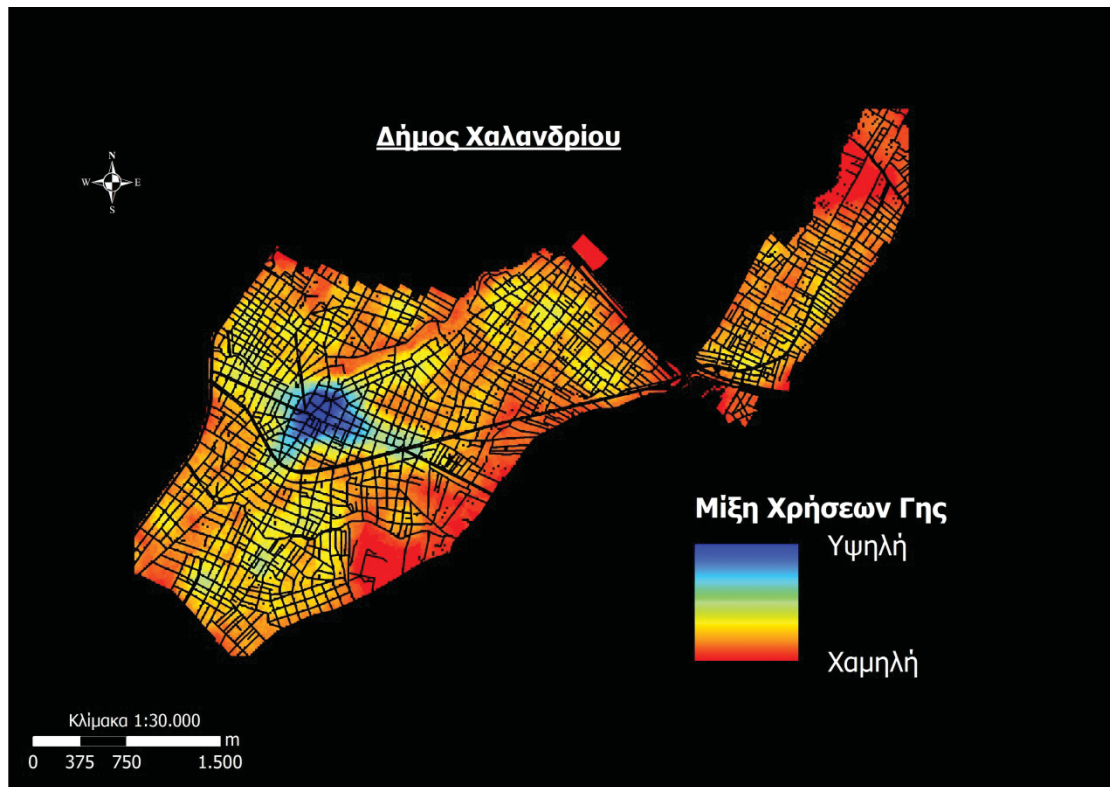 Δήμος Χαλανδρίου
N
W E
S
Μίξη Χρήσεων Γης
Υψηλή
Χαμηλή
Κλίμακα 1:30.000
m
0 375 750 1.500